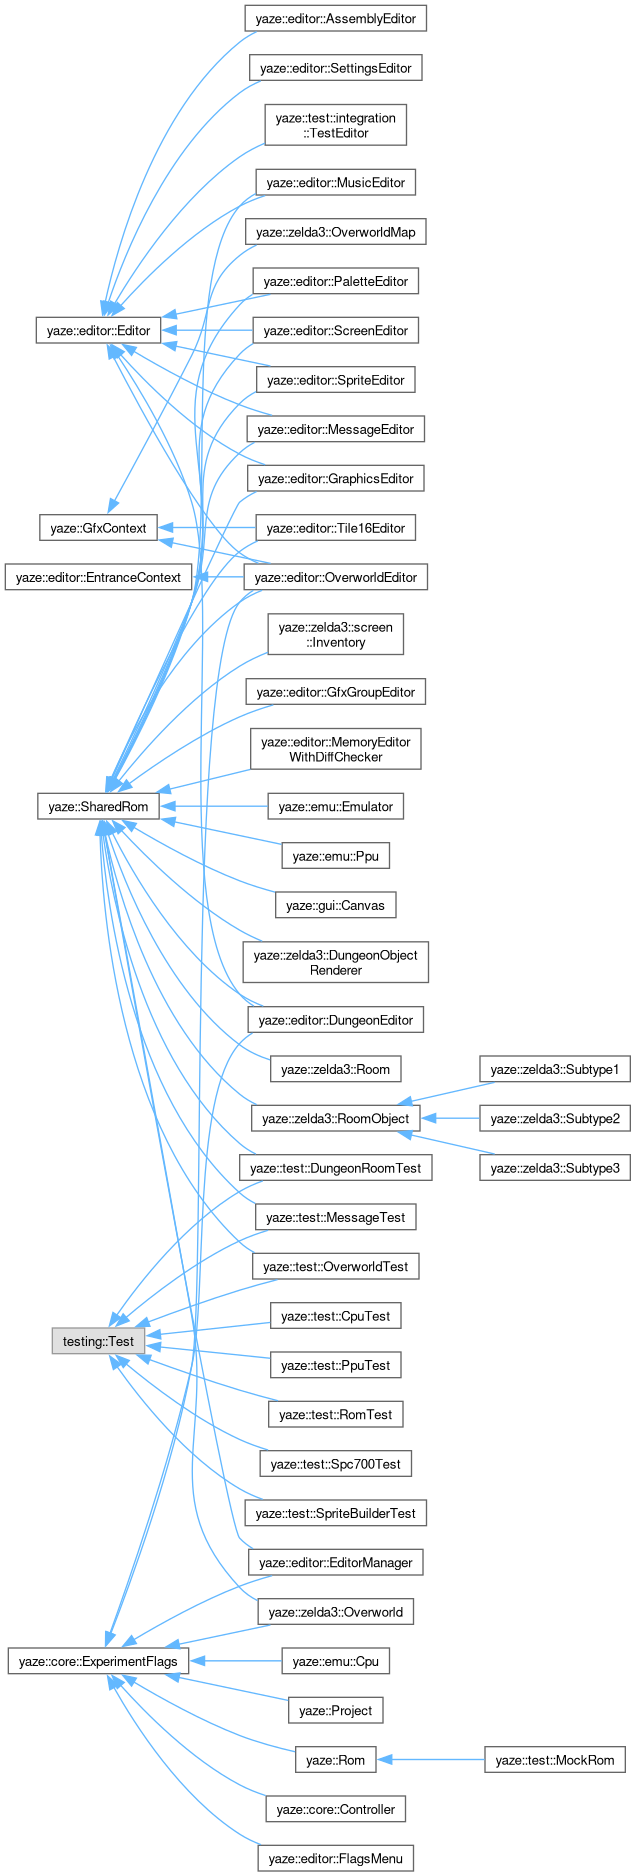 yaze::editor::AssemblyEditor
yaze::editor::SettingsEditor
yaze::test::integration
::TestEditor
yaze::editor::MusicEditor
yaze::zelda3::OverworldMap
yaze::editor::PaletteEditor
yaze::editor::Editor
yaze::editor::ScreenEditor
yaze::editor::SpriteEditor
yaze::editor::MessageEditor
yaze::editor::GraphicsEditor
yaze::GfxContext
yaze::editor::Tile16Editor
yaze::editor::EntranceContext
yaze::editor::OverworldEditor
yaze::zelda3::screen
::Inventory
yaze::editor::GfxGroupEditor
yaze::editor::MemoryEditor
WithDiffChecker
yaze::SharedRom
yaze::emu::Emulator
yaze::emu::Ppu
yaze::gui::Canvas
yaze::zelda3::DungeonObject
Renderer
yaze::editor::DungeonEditor
yaze::zelda3::Room
yaze::zelda3::Subtype1
yaze::zelda3::RoomObject
yaze::zelda3::Subtype2
yaze::test::DungeonRoomTest
yaze::zelda3::Subtype3
yaze::test::MessageTest
yaze::test::OverworldTest
yaze::test::CpuTest
testing::Test
yaze::test::PpuTest
yaze::test::RomTest
yaze::test::Spc700Test
yaze::test::SpriteBuilderTest
yaze::editor::EditorManager
yaze::zelda3::Overworld
yaze::core::ExperimentFlags
yaze::emu::Cpu
yaze::Project
yaze::Rom
yaze::test::MockRom
yaze::core::Controller
yaze::editor::FlagsMenu